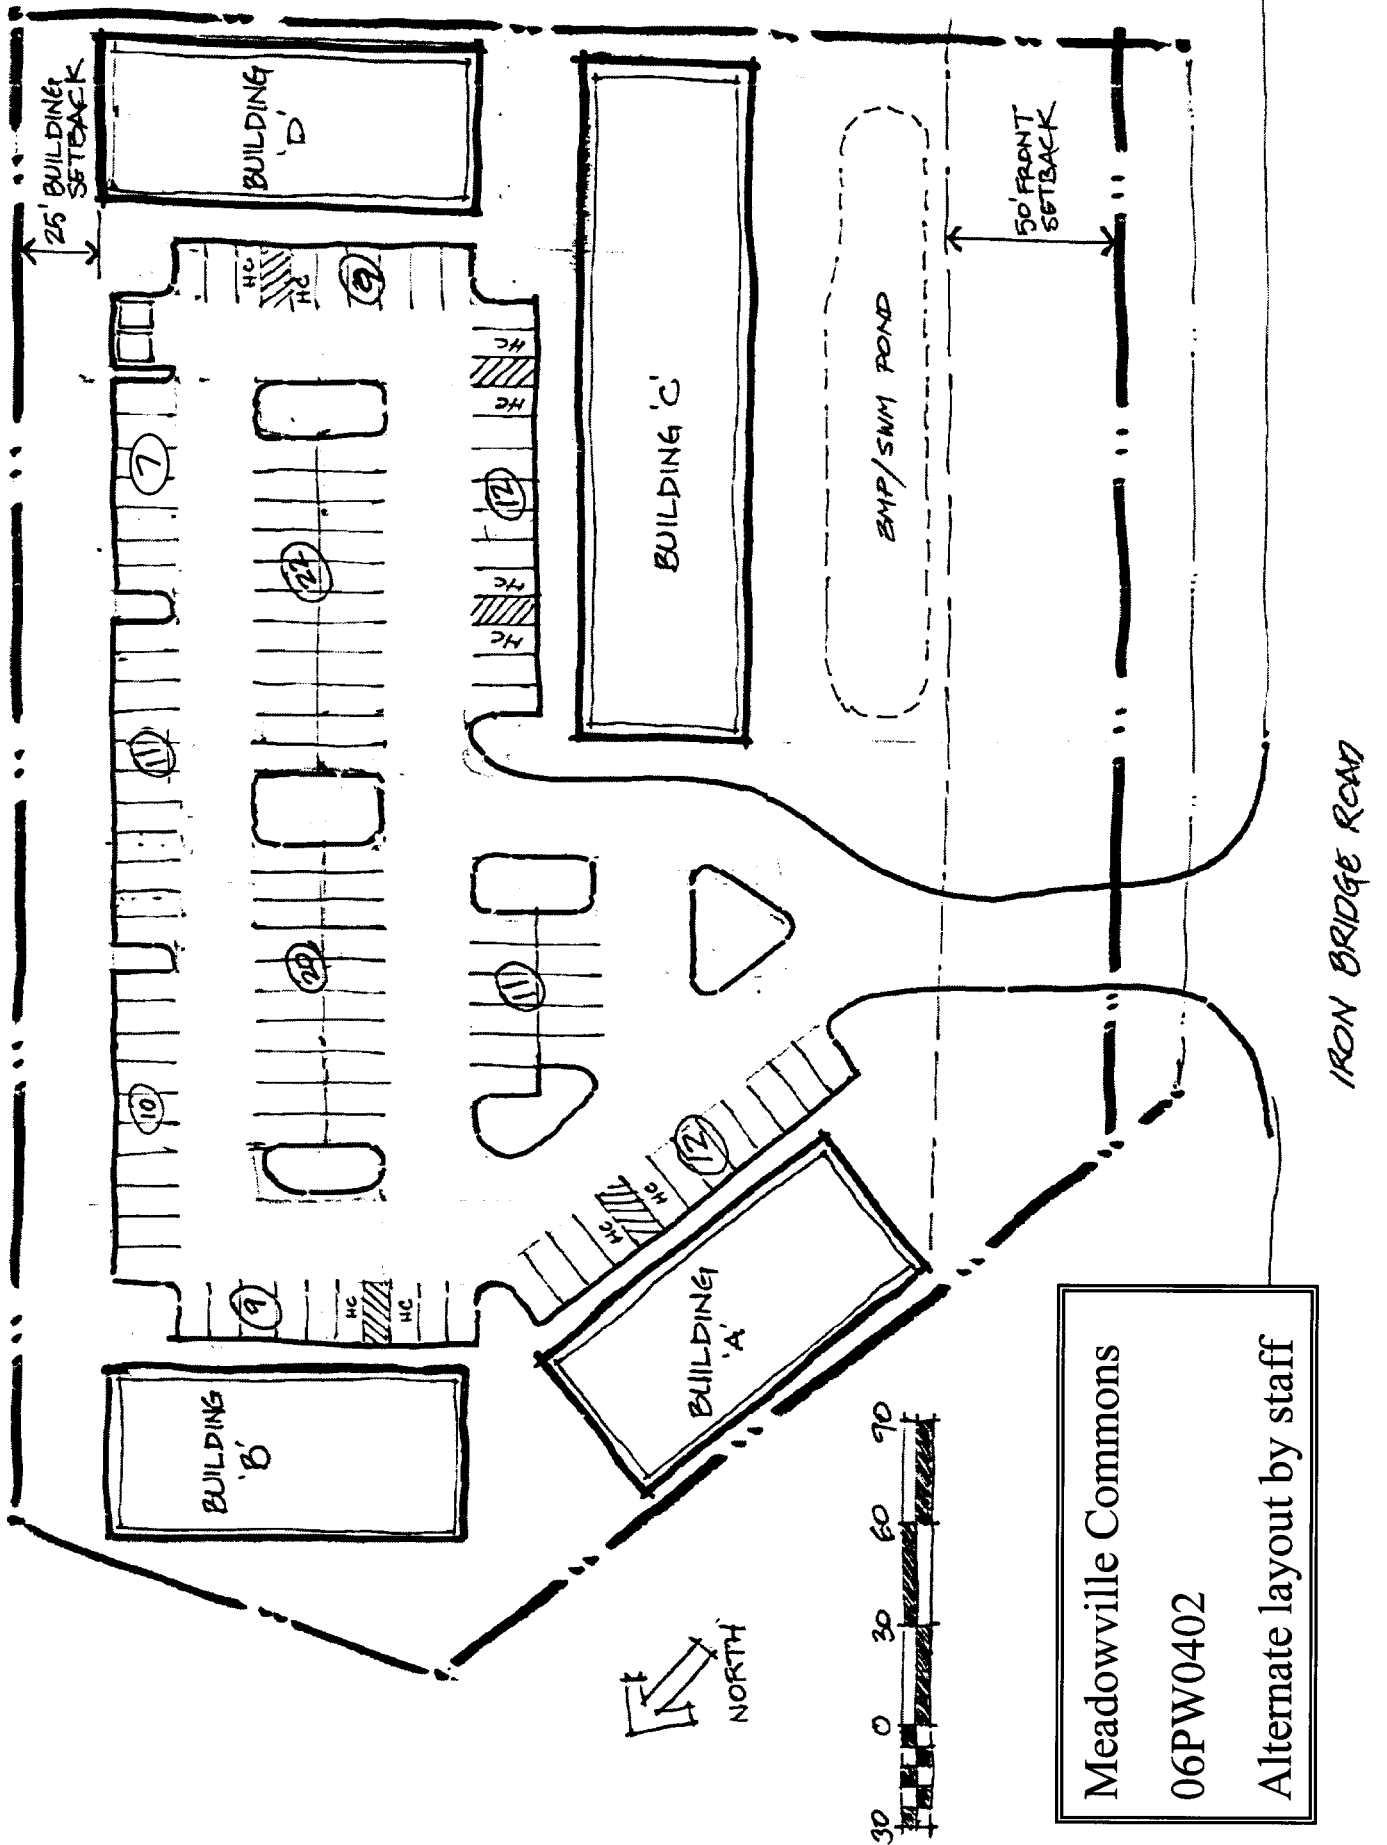 25' BUILDING
SETBACK
BUILDING
'D'
HC
HC
9
7
22
HC
HC
12
HC
HC
BUILDING 'C'
BMP/SWM POND
50' FRONT
SETBACK
11
20
11
10
9
HC
HC
12
HC
HC
BUILDING
'B'
BUILDING
'A'
IRON BRIDGE ROAD
NORTH
30 0 30 60 90
Meadowville Commons
06PW0402
Alternate layout by staff